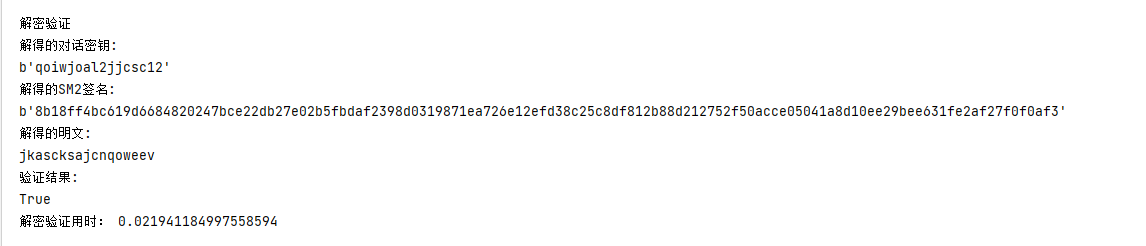 解密验证
解得的对话密钥:
b'qoiwjoal2jjcsc12'
解得的SM2签名:
b'8b18ff4bc619d6684820247bce22db27e02b5fbdaf2398d0319871ea726e12efd38c25c8df812b88d212752f50acce05041a8d10ee29bee631fe2af27f0f0af3'
解得的明文:
jkascksajcnqoweev
验证结果:
True
解密验证用时: 0.021941184997558594